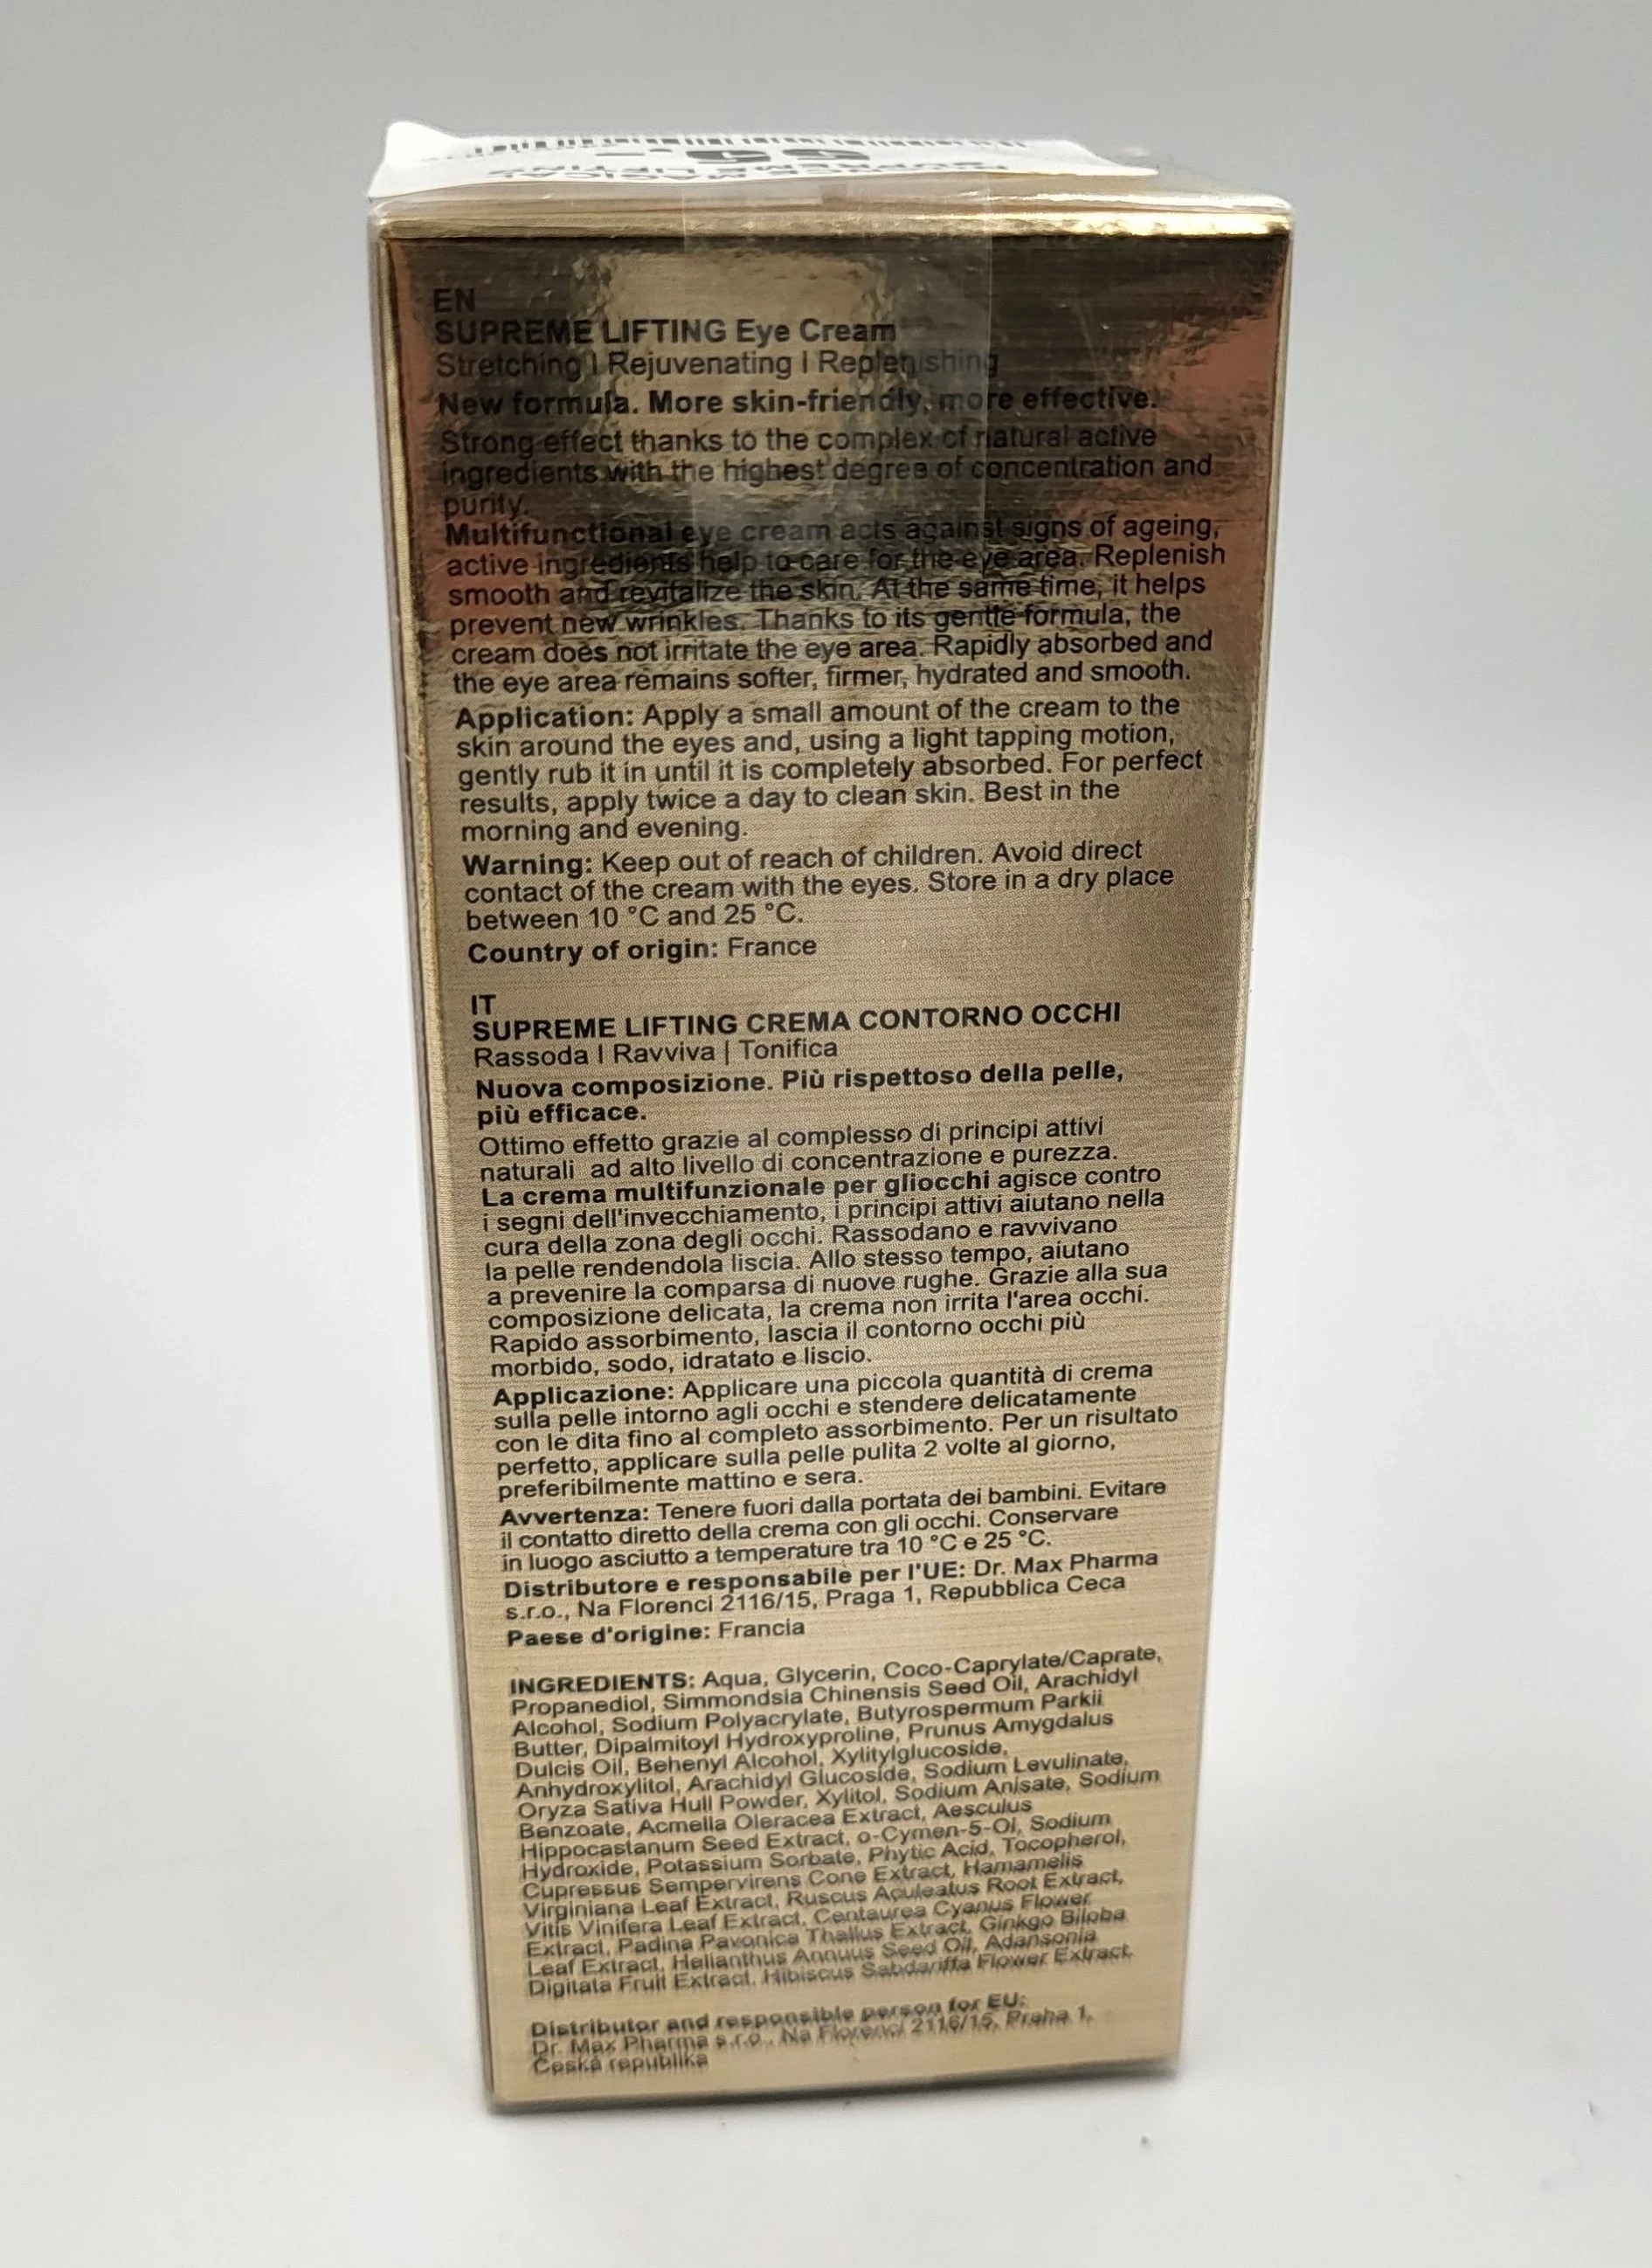 EN
SUPREME LIFTING Eye Cream
Stretching I Rejuvenating I Replenishing
New formula. More skin-friendly, more effective.
Strong effect thanks to the complex of natural active
ingredients with the highest degree of concentration and
purity.
Multifunctional eye cream acts against signs of ageing,
active ingredients help to care for the eye area. Replenish
smooth and revitalize the skin. At the same time, it helps
prevent new wrinkles. Thanks to its gentle formula, the
cream does not irritate the eye area. Rapidly absorbed and
the eye area remains softer, firmer, hydrated and smooth.
Application: Apply a small amount of the cream to the
skin around the eyes and, using a light tapping motion,
gently rub it in until it is completely absorbed. For perfect
results, apply twice a day to clean skin. Best in the
morning and evening.
Warning: Keep out of reach of children. Avoid direct
contact of the cream with the eyes. Store in a dry place
between 10 °C and 25 °C.
Country of origin: France
IT
SUPREME LIFTING CREMA CONTORNO OCCHI
Rassoda I Ravviva | Tonifica
Nuova composizione. Più rispettoso della pelle,
più efficace.
Ottimo effetto grazie al complesso di principi attivi
naturali ad alto livello di concentrazione e purezza.
La crema multifunzionale per gliocchi agisce contro
i segni dell'invecchiamento, i principi attivi aiutano nella
cura della zona degli occhi. Rassodano e ravvivano
la pelle rendendola liscia. Allo stesso tempo, aiutano
a prevenire la comparsa di nuove rughe. Grazie alla sua
composizione delicata, la crema non irrita l'area occhi.
Rapido assorbimento, lascia il contorno occhi più
morbido, sodo, idratato e liscio.
Applicazione: Applicare una piccola quantità di crema
sulla pelle intorno agli occhi e stendere delicatamente
con le dita fino al completo assorbimento. Per un risultato
perfetto, applicare sulla pelle pulita 2 volte al giorno,
preferibilmente mattino e sera.
Avvertenza: Tenere fuori dalla portata dei bambini. Evitare
il contatto diretto della crema con gli occhi. Conservare
in luogo asciutto a temperature tra 10 °C e 25 °C.
Distributore e responsabile per l'UE: Dr. Max Pharma
s.r.o., Na Florenci 2116/15, Praga 1, Repubblica Ceca
Paese d'origine: Francia
INGREDIENTS: Aqua, Glycerin, Coco-Caprylate/Caprate,
Propanediol, Simmondsia Chinensis Seed Oil, Arachidyl
Alcohol, Sodium Polyacrylate, Butyrospermum Parkii
Butter, Dipalmitoyl Hydroxyproline, Prunus Amygdalus
Dulcis Oil, Behenyl Alcohol, Xylitylglucoside,
Anhydroxylitol, Arachidyl Glucoside, Sodium Levulinate,
Oryza Sativa Hull Powder, Xylitol, Sodium Anisate, Sodium
Benzoate, Acmella Oleracea Extract, Aesculus
Hippocastanum Seed Extract, o-Cymen-5-Ol, Sodium
Hydroxide, Potassium Sorbate, Phytic Acid, Tocopherol,
Cupressus Sempervirens Cone Extract, Hamamelis
Virginiana Leaf Extract, Ruscus Aculeatus Root Extract,
Vitis Vinifera Leaf Extract, Centaurea Cyanus Flower
Extract, Padina Pavonica Thallus Extract, Ginkgo Biloba
Leaf Extract, Helianthus Annuus Seed Oil, Adansonia
Digitata Fruit Extract, Hibiscus Sabdariffa Flower Extract
Distributor and responsible person for EU:
Dr. Max Pharma s.r.o., Na Florenci 2116/15, Praha 1,
Česká republika